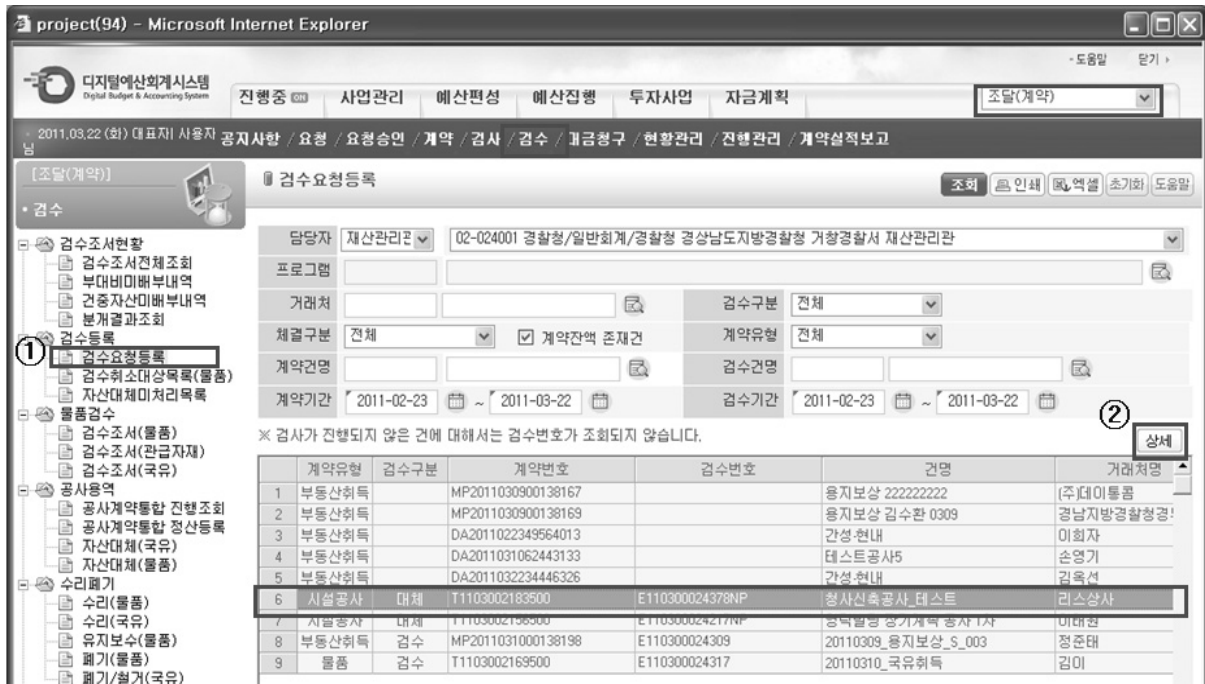 project(94) - Microsoft Internet Explorer
- 도움말 닫기
디지털예산회계시스템
Digital Budget & Accounting System
진행중 ON 사업관리 예산편성 예산집행 투자사업 자금계획 조달(계약)
2011.03.22 (화) 대표자| 사용자님
공지사항 / 요청 / 요청승인 / 계약 / 검사 / 검수 / 대금청구 / 현황관리 / 진행관리 / 계약실적보고
[조달(계약)]
• 검수
검수조서현황
검수조서전체조회
부대비미배부내역
건중자산미배부내역
분개결과조회
검수등록
① 검수요청등록
검수취소대상목록(물품)
자산대체미처리목록
물품검수
검수조서(물품)
검수조서(관급자재)
검수조서(국유)
공사용역
공사계약통합 진행조회
공사계약통합 정산등록
자산대체(국유)
자산대체(물품)
수리폐기
수리(물품)
수리(국유)
유지보수(물품)
폐기(물품)
폐기/철거(국유)
검수요청등록
조회 인쇄 엑셀 초기화 도움말
담당자 재산관리관 02-024001 경찰청/일반회계/경찰청 경상남도지방경찰청 거창경찰서 재산관리관
프로그램
거래처 검수구분 전체
체결구분 전체 계약잔액 존재건 계약유형 전체
계약건명 검수건명
계약기간 2011-02-23 ~ 2011-03-22 검수기간 2011-02-23 ~ 2011-03-22
②
※ 검사가 진행되지 않은 건에 대해서는 검수번호가 조회되지 않습니다.
상세
계약유형 검수구분 계약번호 검수번호 건명 거래처명
1 부동산취득 MP2011030900138167 용지보상 222222222 (주)데이통콤
2 부동산취득 MP2011030900138169 용지보상 김수환 0309 경남지방경찰청경
3 부동산취득 DA2011022349564013 간성-현내 이희자
4 부동산취득 DA2011031062443133 테스트공사5 손영기
5 부동산취득 DA2011032234446326 간성-현내 김옥선
6 시설공사 대체 T1103002183500 E110300024378NP 청사신축공사_테스트 리스상사
7 시설공사 대체 T1103002156500 E110300024217NP 장기계속 공사 1차 이태원
8 부동산취득 검수 MP2011031000138198 E110300024309 20110309_용지보상_S_003 정준태
9 물품 검수 T1103002169500 E110300024317 20110310_국유취득 김이